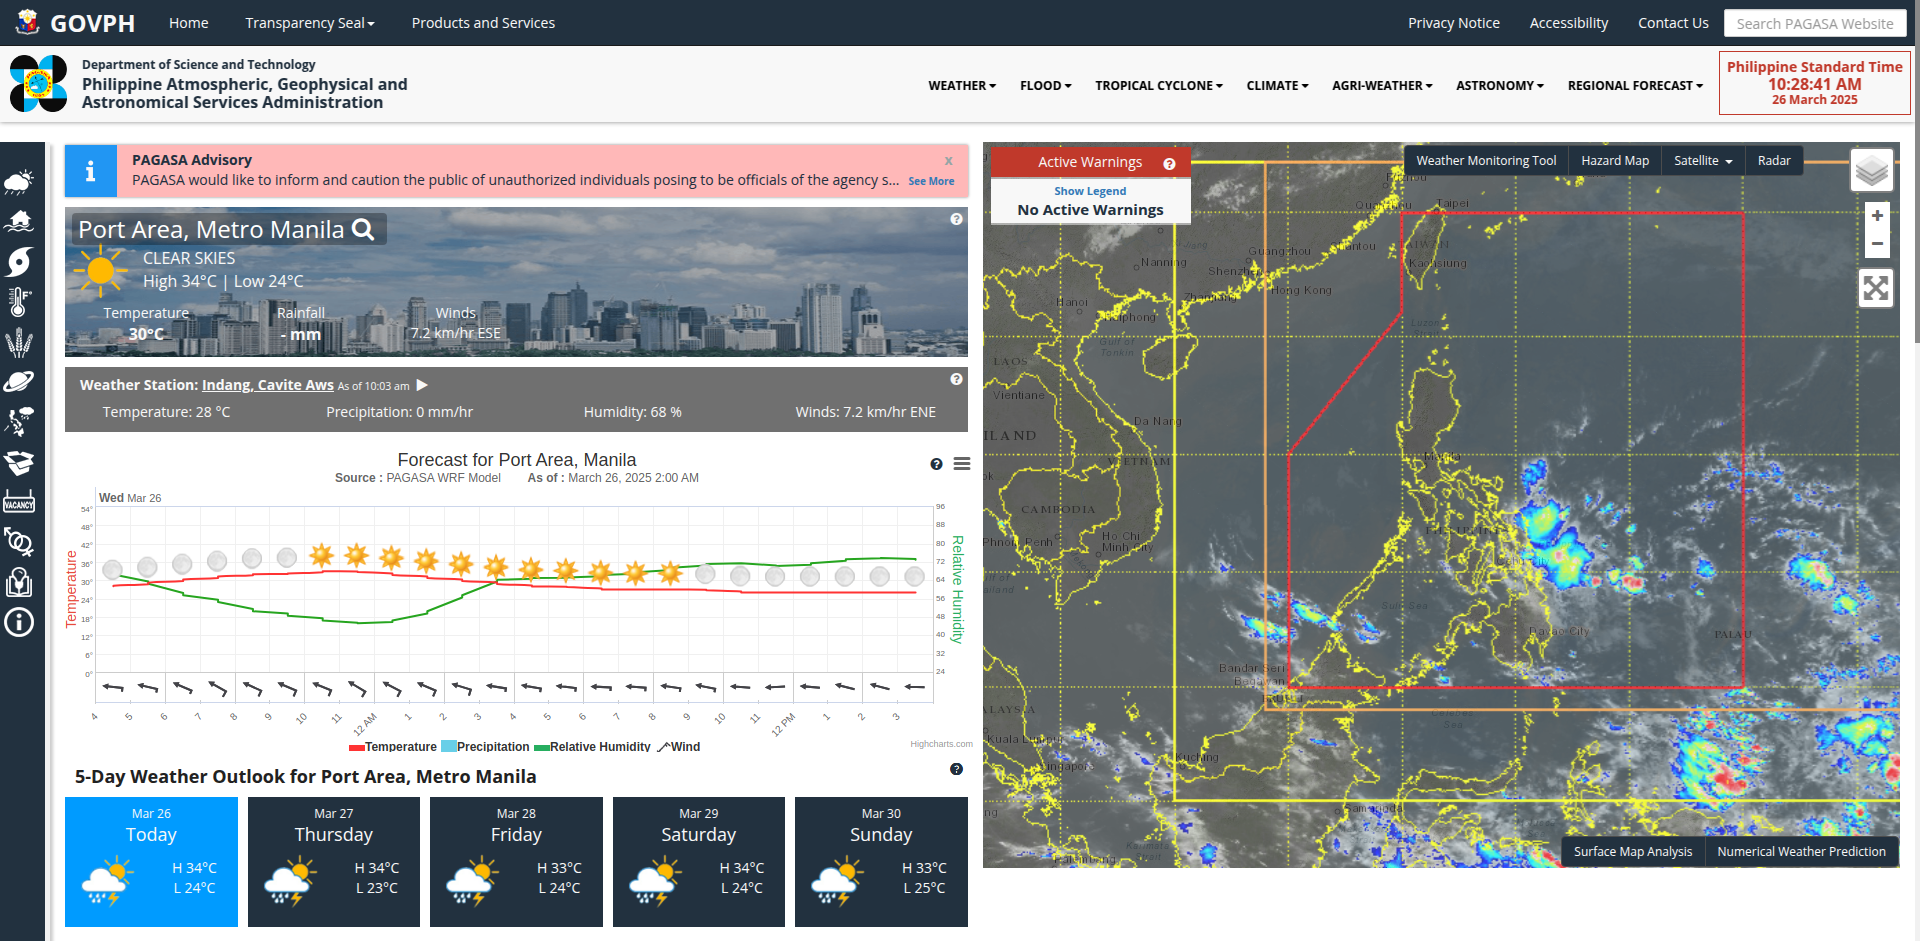 GOVPH
Home
Transparency Seal
Products and Services
Privacy Notice
Accessibility
Contact Us
Search PAGASA Website
Department of Science and Technology
Philippine Atmospheric, Geophysical and
Astronomical Services Administration
WEATHER
FLOOD
TROPICAL CYCLONE
CLIMATE
AGRI-WEATHER
ASTRONOMY
REGIONAL FORECAST
Philippine Standard Time
10:28:41 AM
26 March 2025
VACANCY
PAGASA Advisory
x
PAGASA would like to inform and caution the public of unauthorized individuals posing to be officials of the agency s... See More
Port Area, Metro Manila
CLEAR SKIES
High 34°C | Low 24°C
Temperature
30°C
Rainfall
- mm
Winds
7.2 km/hr ESE
Weather Station: Indang, Cavite Aws As of 10:03 am
Temperature: 28 °C
Precipitation: 0 mm/hr
Humidity: 68 %
Winds: 7.2 km/hr ENE
Forecast for Port Area, Manila
Source : PAGASA WRF Model As of : March 26, 2025 2:00 AM
Wed Mar 26
Temperature
54°
48°
42°
36°
30°
24°
18°
12°
6°
0°
96
88
80
72
64
56
48
40
32
24
Relative Humidity
4 5 6 7 8 9 10 11 12 AM 1 2 3 4 5 6 7 8 9 10 11 12 PM 1 2 3
Temperature Precipitation Relative Humidity Wind
Highcharts.com
5-Day Weather Outlook for Port Area, Metro Manila
Mar 26
Today
H 34°C
L 24°C
Mar 27
Thursday
H 34°C
L 23°C
Mar 28
Friday
H 33°C
L 24°C
Mar 29
Saturday
H 34°C
L 24°C
Mar 30
Sunday
H 33°C
L 25°C
Active Warnings
Show Legend
No Active Warnings
Weather Monitoring Tool
Hazard Map
Satellite
Radar
+
−
Taipei
Guangzhou
Nanning
Shenzhen
Kaohsiung
Hong Kong
Hanoi
Gulf of
Tonkin
LAOS
Vientiane
Da Nang
VIETNAM
CAMBODIA
Phnom Penh
Ho Chi
Minh City
Manila
Sulu Sea
Davao City
PALAU
Bandar Seri
Celebes
Sea
Kuala Lumpur
Kuching
Samarinda
Surface Map Analysis
Numerical Weather Prediction